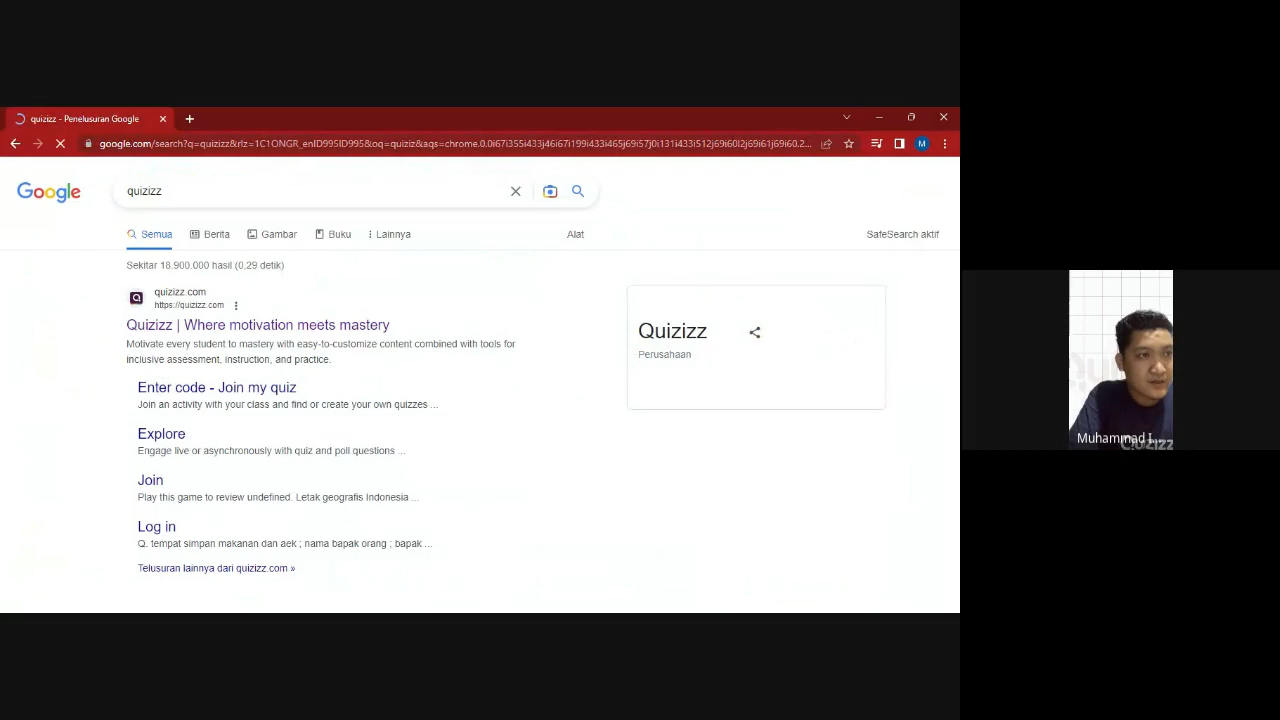 quizizz - Penelusuran Google
google.com/search?q=quizizz&rlz=1C1ONGR_enID995ID995&oq=quiziz&aqs=chrome.0.0i67i355i433j46i67i199i433i465j69i57j0i131i433i512j69i60l2j69i61j69i60.2...
M
Google
quizizz
Semua
Berita
Gambar
Buku
Lainnya
Alat
SafeSearch aktif
Sekitar 18.900.000 hasil (0,29 detik)
quizizz.com
https://quizizz.com
Quizizz | Where motivation meets mastery
Motivate every student to mastery with easy-to-customize content combined with tools for
inclusive assessment, instruction, and practice.
Enter code - Join my quiz
Join an activity with your class and find or create your own quizzes ...
Explore
Engage live or asynchronously with quiz and poll questions ...
Join
Play this game to review undefined. Letak geografis Indonesia ...
Log in
Q. tempat simpan makanan dan aek ; nama bapak orang ; bapak ...
Telusuran lainnya dari quizizz.com »
Quizizz
Perusahaan
Muhammad I...
Quizizz